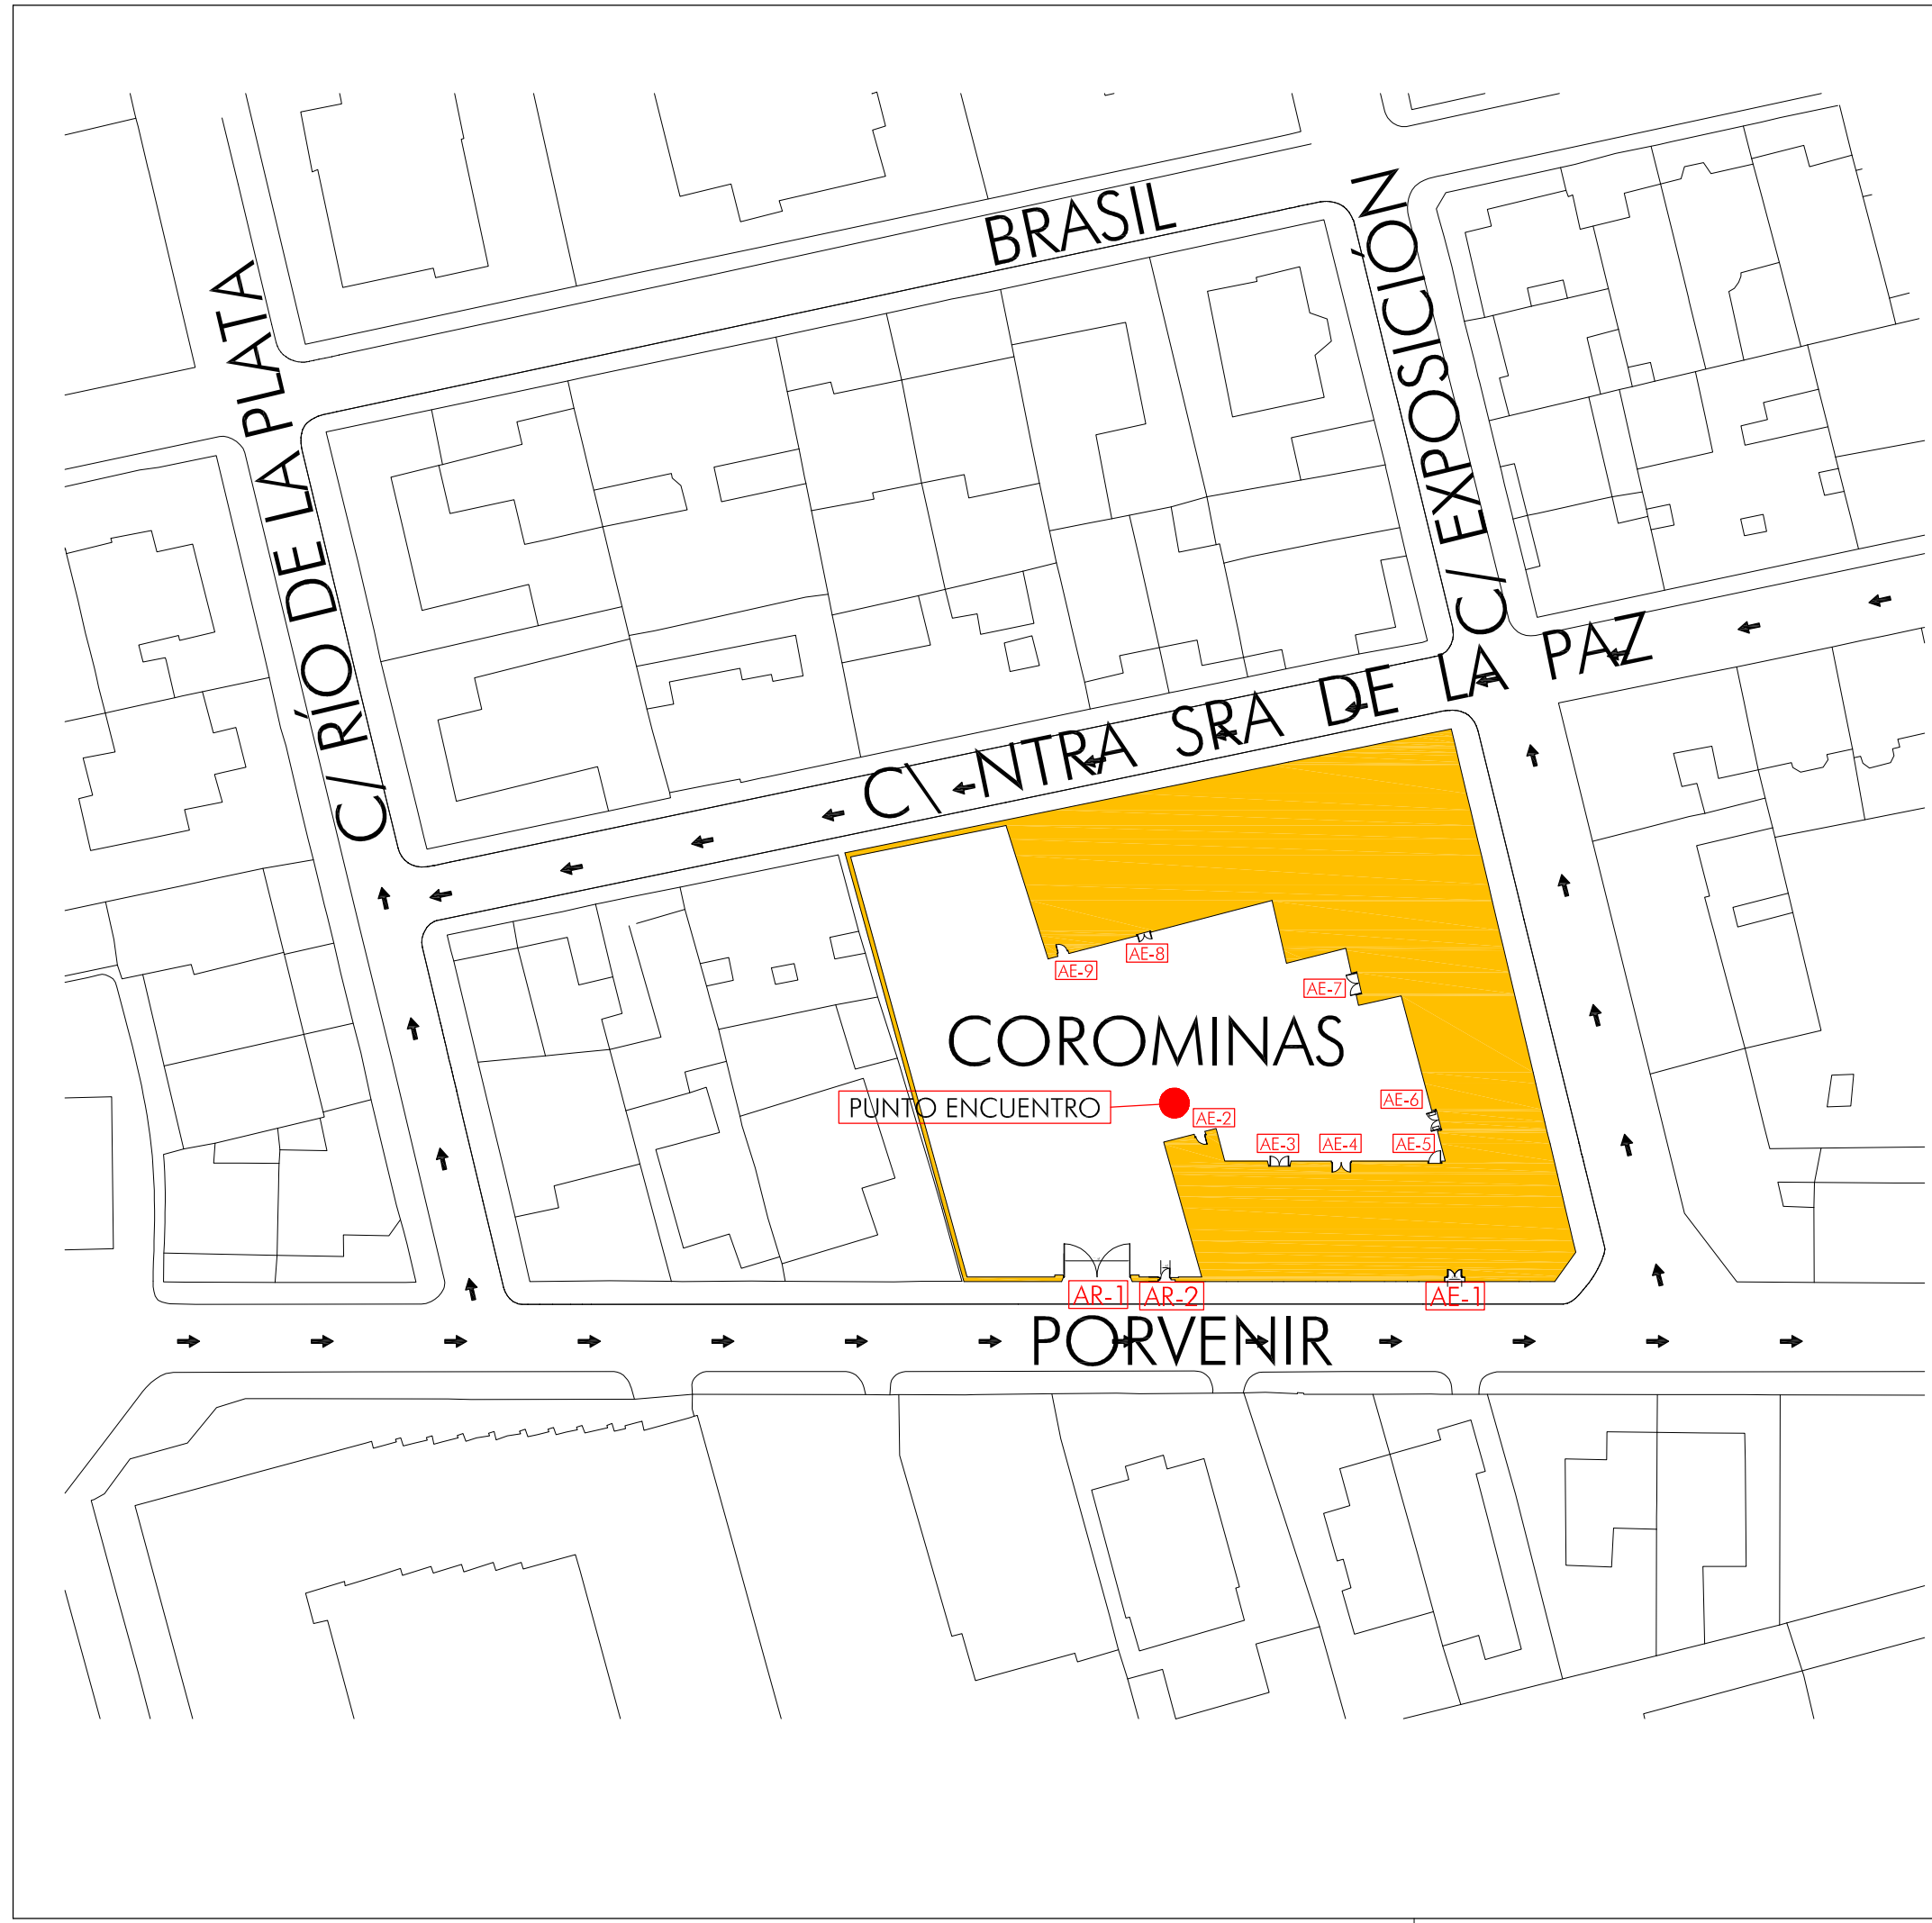 BRASIL
C/ EXPOSICIÓN
C/RÍO DE LA PLATA
C\ NTRA SRA DE LA PAZ
AE-8
AE-9
AE-7
COROMINAS
PUNTO ENCUENTRO
AE-6
AE-2
AE-3
AE-4
AE-5
AR-1
AR-2
AE-1
PORVENIR